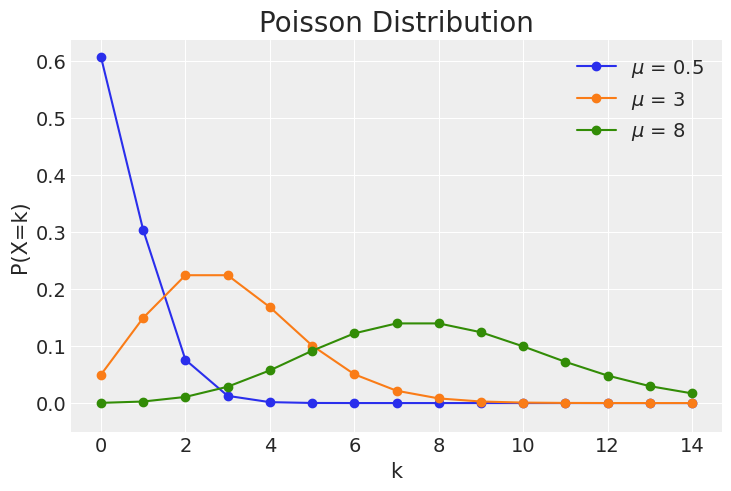 Poisson Distribution
μ = 0.5
μ = 3
μ = 8
P(X=k)
0.6
0.5
0.4
0.3
0.2
0.1
0.0
0 2 4 6 8 10 12 14
k